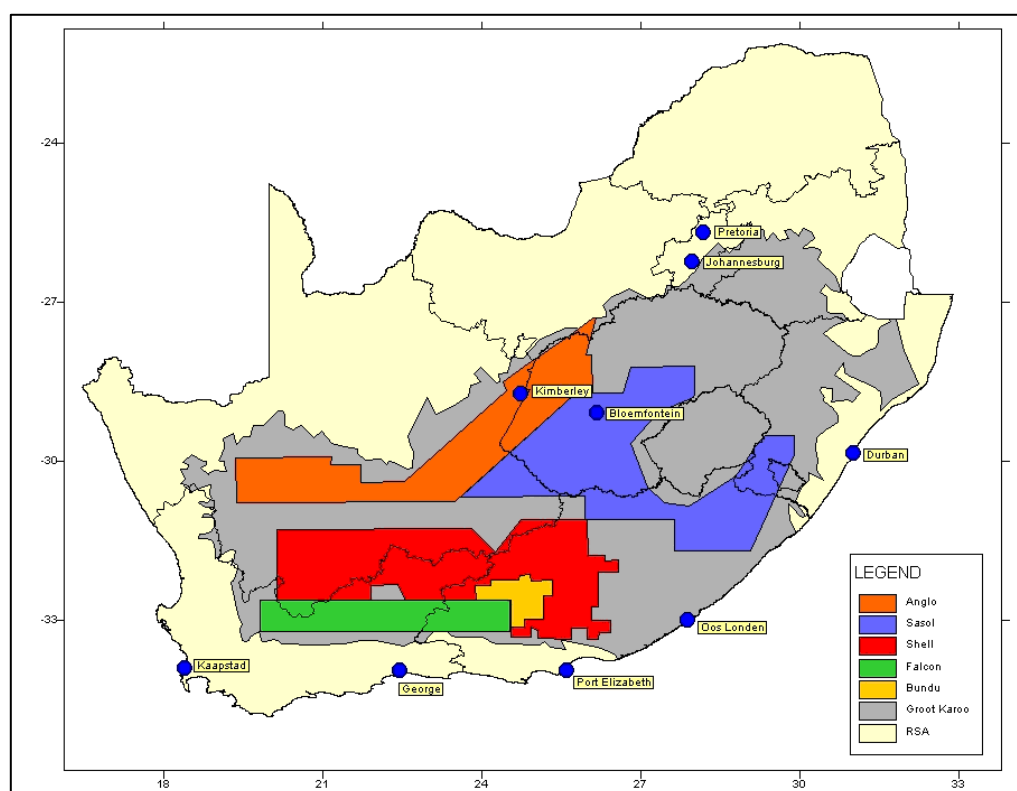 -24
-27
-30
-33
Pretoria
Johannesburg
Kimberley
Bloemfontein
Durban
Oos Londen
Kaapstad
George
Port Elizabeth
LEGEND
Anglo
Sasol
Shell
Falcon
Bundu
Groot Karoo
RSA
18
21
24
27
30
33